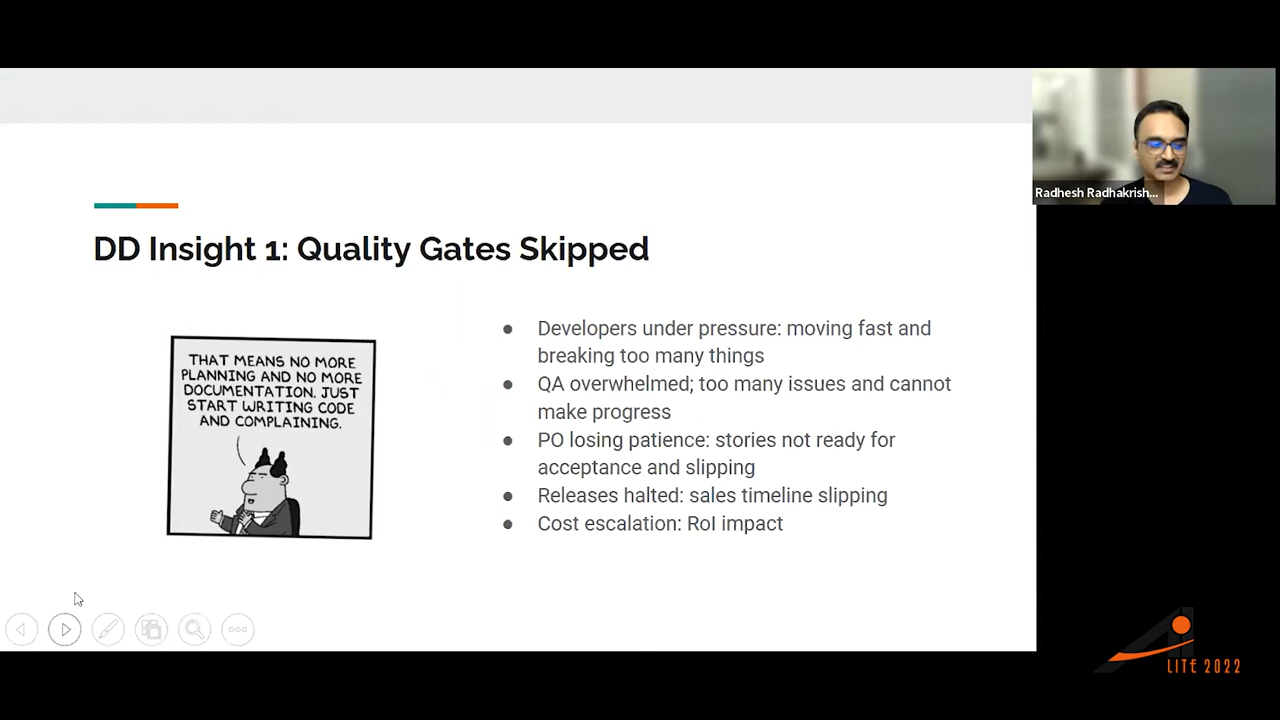 Radhesh Radhakrish...
DD Insight 1: Quality Gates Skipped
THAT MEANS NO MORE
PLANNING AND NO MORE
DOCUMENTATION. JUST
START WRITING CODE
AND COMPLAINING.
● Developers under pressure: moving fast and
breaking too many things
● QA overwhelmed; too many issues and cannot
make progress
● PO losing patience: stories not ready for
acceptance and slipping
● Releases halted: sales timeline slipping
● Cost escalation: RoI impact
LITE 2022